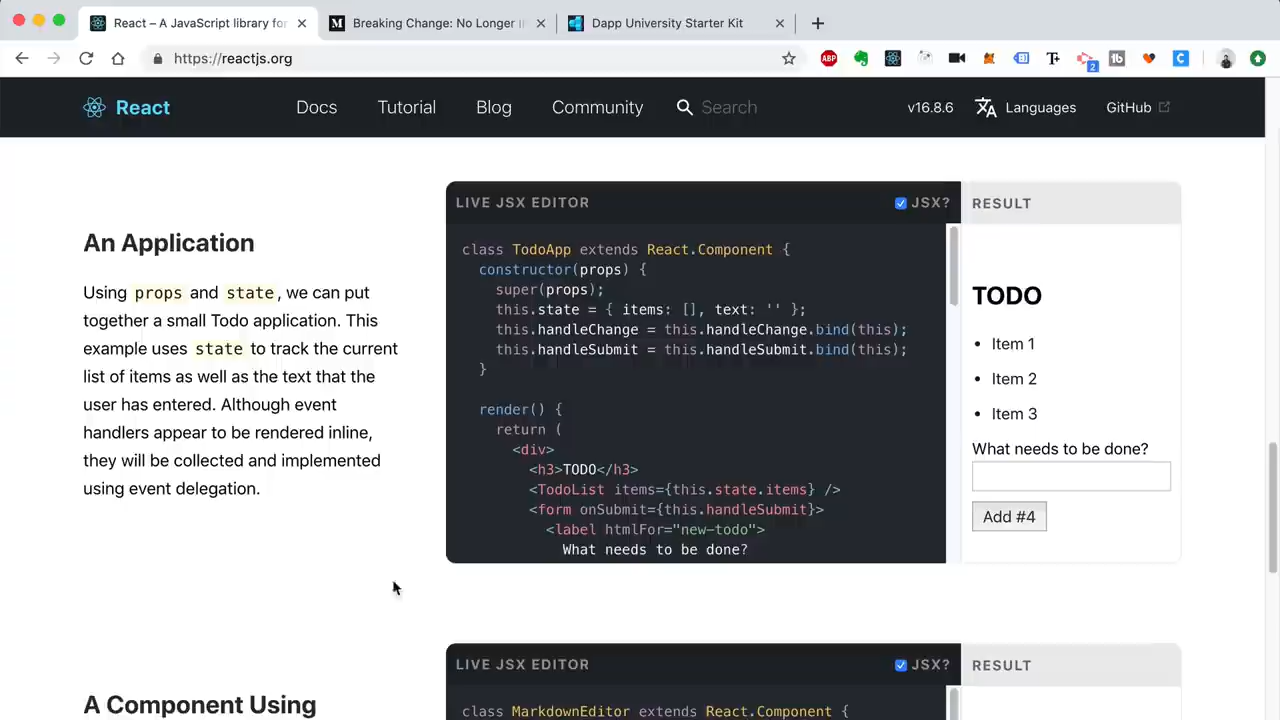 React – A JavaScript library for
Breaking Change: No Longer
Dapp University Starter Kit
https://reactjs.org
ABP
2
React
Docs
Tutorial
Blog
Community
Search
v16.8.6
Languages
GitHub
An Application
Using props and state, we can put
together a small Todo application. This
example uses state to track the current
list of items as well as the text that the
user has entered. Although event
handlers appear to be rendered inline,
they will be collected and implemented
using event delegation.
LIVE JSX EDITOR
JSX?
class TodoApp extends React.Component {
constructor(props) {
super(props);
this.state = { items: [], text: '' };
this.handleChange = this.handleChange.bind(this);
this.handleSubmit = this.handleSubmit.bind(this);
}
render() {
return (
<div>
<h3>TODO</h3>
<TodoList items={this.state.items} />
<form onSubmit={this.handleSubmit}>
<label htmlFor="new-todo">
What needs to be done?
RESULT
TODO
• Item 1
• Item 2
• Item 3
What needs to be done?
Add #4
A Component Using
LIVE JSX EDITOR
JSX?
class MarkdownEditor extends React.Component {
RESULT